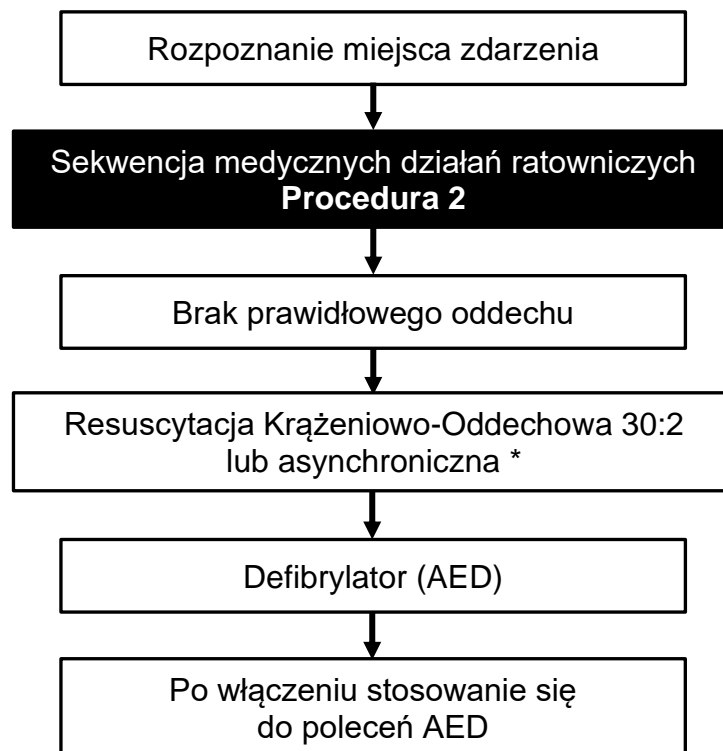 Rozpoznanie miejsca zdarzenia
Sekwencja medycznych działań ratowniczych
Procedura 2
Brak prawidłowego oddechu
Resuscytacja Krążeniowo-Oddechowa 30:2
lub asynchroniczna *
Defibrylator (AED)
Po włączeniu stosowanie się
do poleceń AED